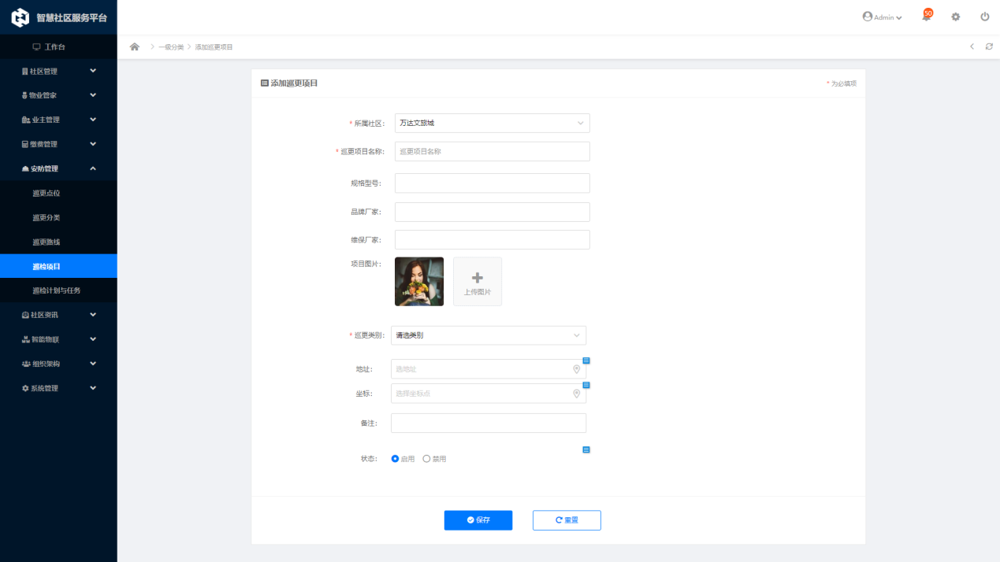 智慧社区服务平台
Admin
50
工作台
一级分类
添加巡更项目
社区管理
物业管家
业主管理
缴费管理
安防管理
巡更点位
巡更分类
巡更路线
巡检项目
巡检计划与任务
社区资讯
智能物联
组织架构
系统管理
添加巡更项目
* 为必填项
* 所属社区:
万达文旅城
* 巡更项目名称:
巡更项目名称
规格型号:
品牌厂家:
维保厂家:
项目图片:
上传图片
* 巡更类别:
请选类别
地址:
选地址
坐标:
选择坐标点
备注:
状态:
启用
禁用
保存
重置